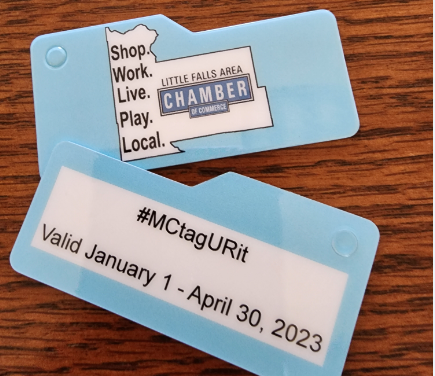 Shop.
Work.
Live.
Play.
Local.
LITTLE FALLS AREA
CHAMBER
OF COMMERCE
#MCtagURit
Valid January 1 - April 30, 2023